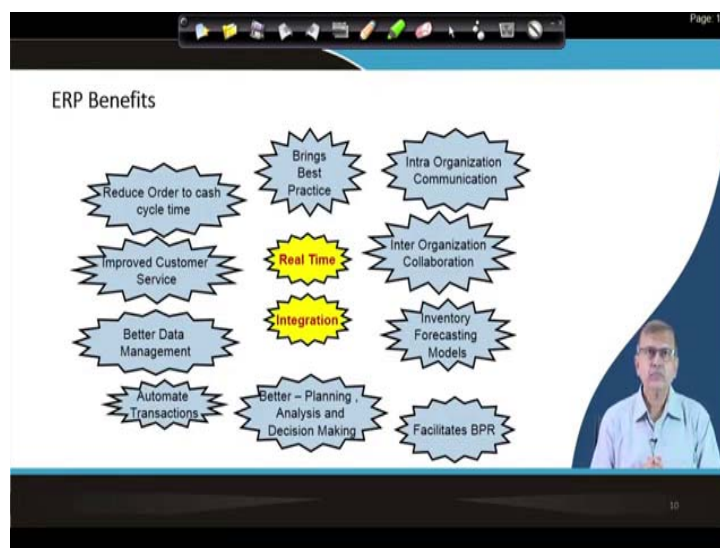 Page: 1
ERP Benefits
Brings
Best
Practice
Intra Organization
Communication
Reduce Order to cash
cycle time
Real Time
Inter Organization
Collaboration
Improved Customer
Service
Integration
Inventory
Forecasting
Models
Better Data
Management
Automate
Transactions
Better – Planning ,
Analysis and
Decision Making
Facilitates BPR
10